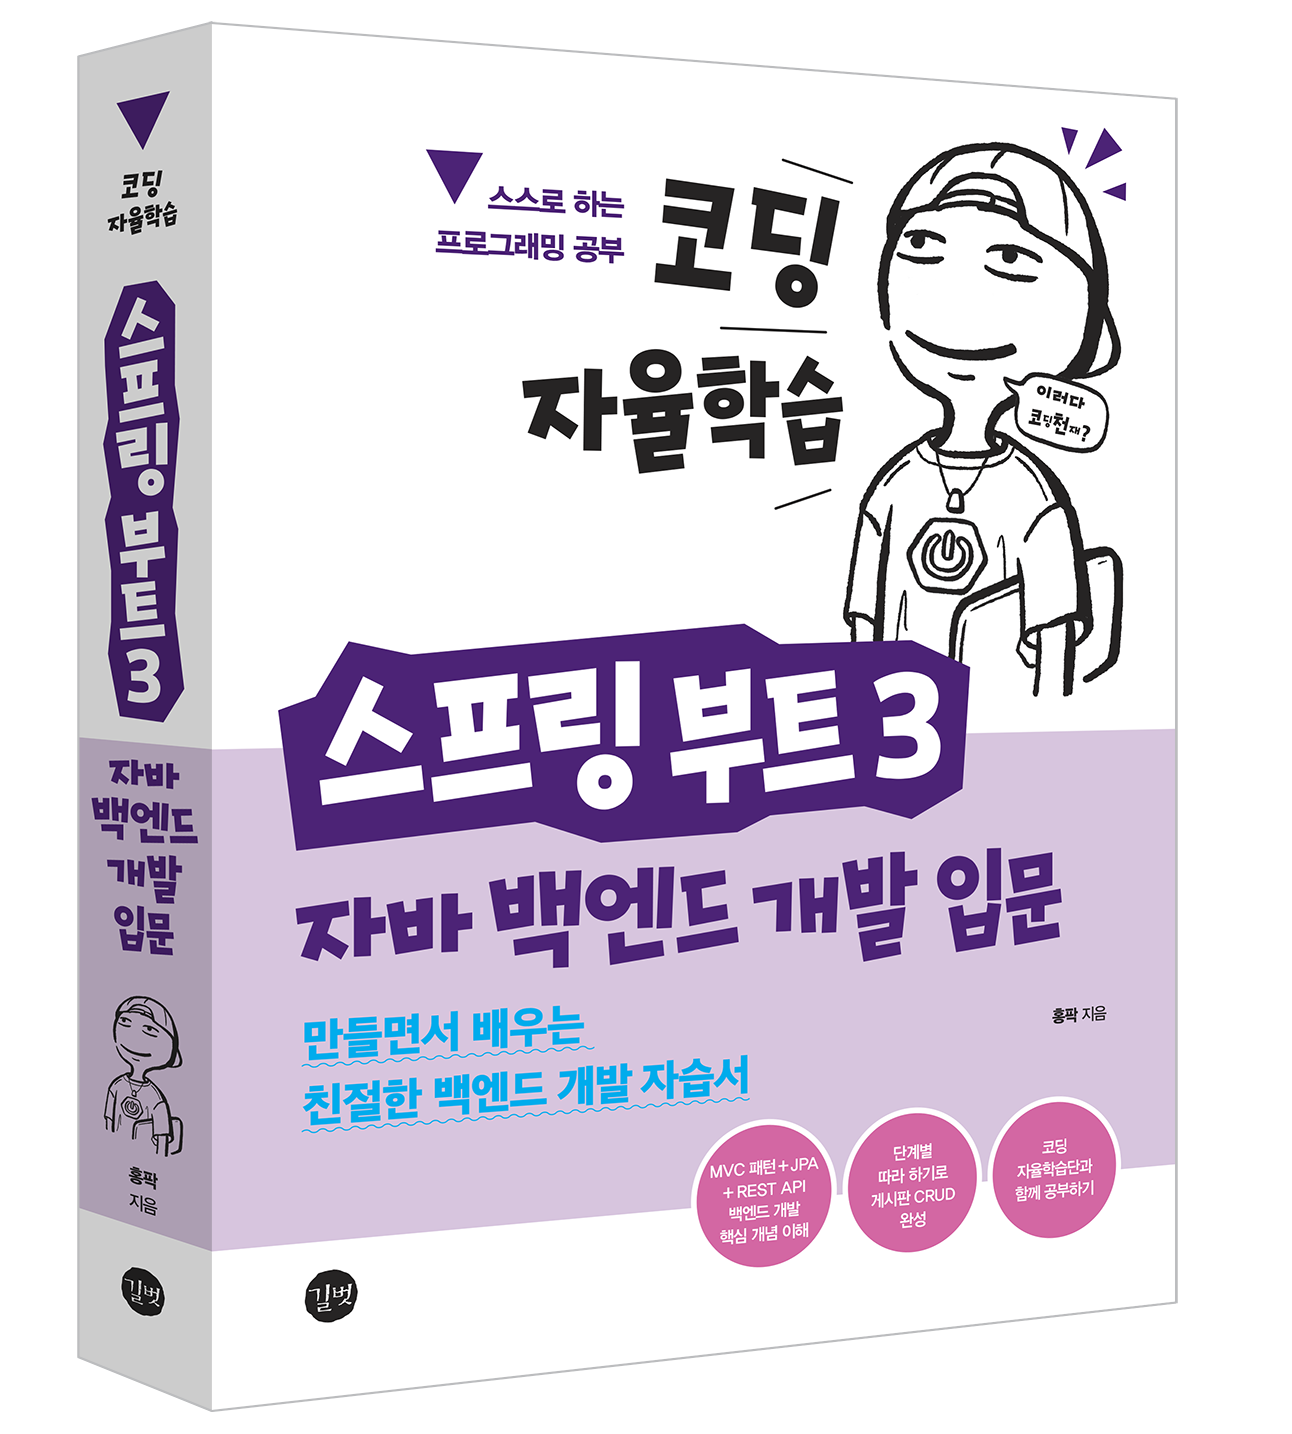 코딩
자율학습
스프링 부트 3
자바
백엔드
개발
입문
홍팍
지음
길벗
스스로 하는
프로그래밍 공부
코딩
자율학습
이러다
코딩천재?
스프링 부트 3
자바 백엔드 개발 입문
홍팍 지음
만들면서 배우는
친절한 백엔드 개발 자습서
MVC 패턴+JPA
+ REST API
백엔드 개발
핵심 개념 이해
단계별
따라 하기로
게시판 CRUD
완성
코딩
자율학습단과
함께 공부하기
길벗